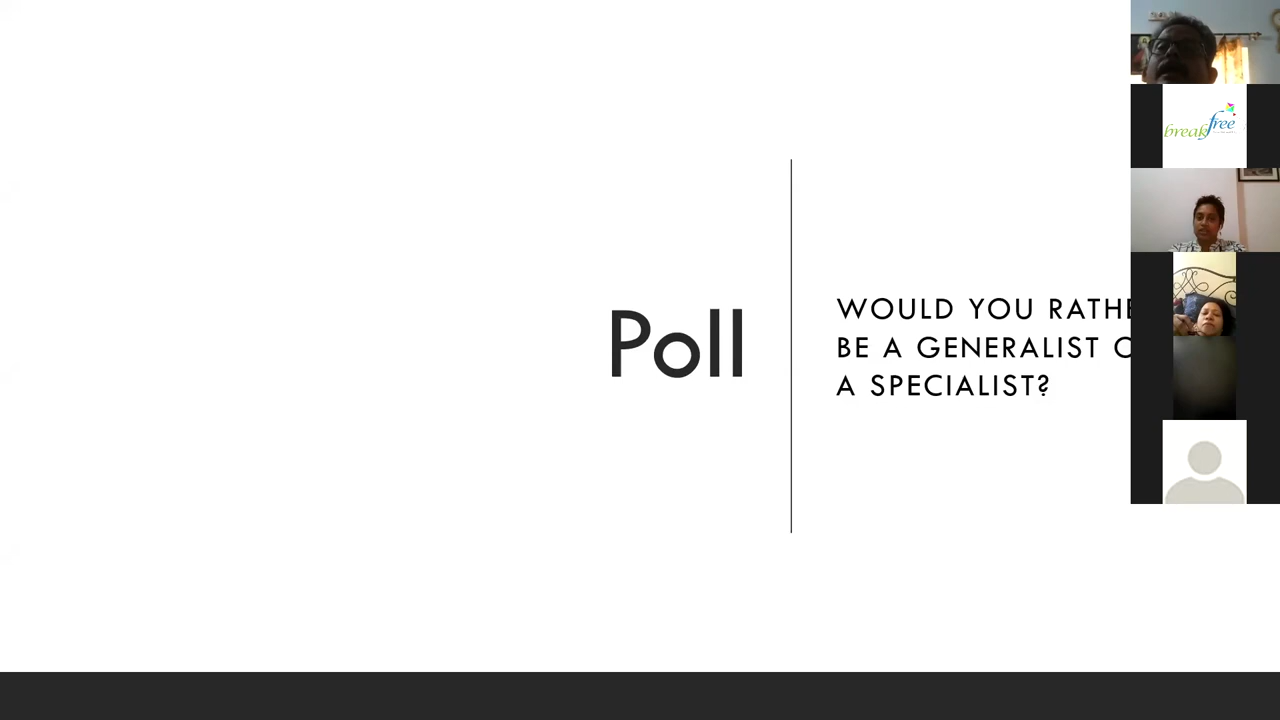 Poll
WOULD YOU RATHE
BE A GENERALIST O
A SPECIALIST?
breakfree